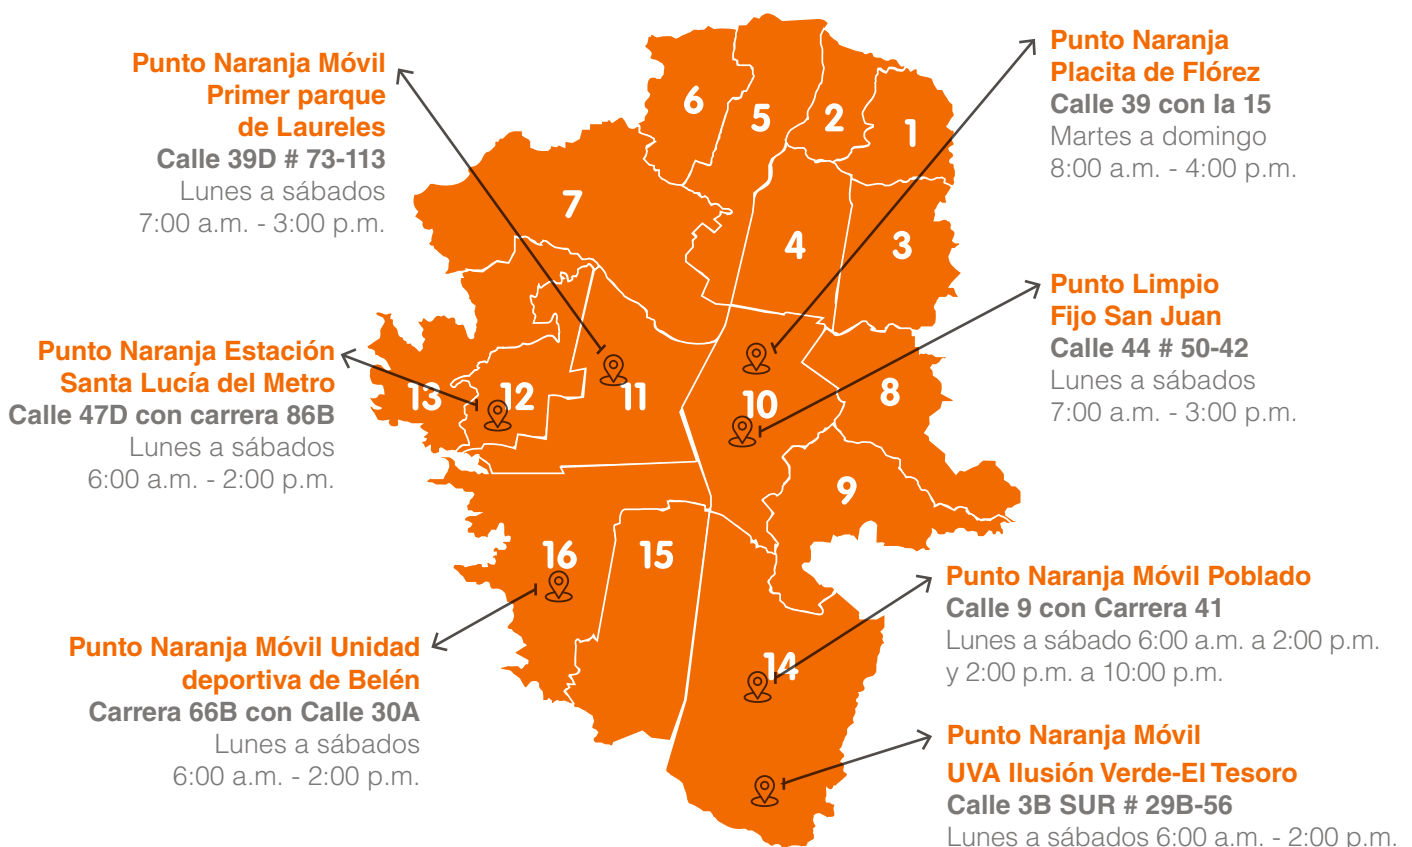 Punto Naranja Móvil
Primer parque
de Laureles
Calle 39D # 73-113
Lunes a sábados
7:00 a.m. - 3:00 p.m.
Punto Naranja
Placita de Flórez
Calle 39 con la 15
Martes a domingo
8:00 a.m. - 4:00 p.m.
6
5
2
1
7
4
3
Punto Limpio
Fijo San Juan
Calle 44 # 50-42
Lunes a sábados
7:00 a.m. - 3:00 p.m.
Punto Naranja Estación
Santa Lucía del Metro
Calle 47D con carrera 86B
Lunes a sábados
6:00 a.m. - 2:00 p.m.
13
12
11
10
8
9
16
15
14
Punto Naranja Móvil Unidad
deportiva de Belén
Carrera 66B con Calle 30A
Lunes a sábados
6:00 a.m. - 2:00 p.m.
Punto Naranja Móvil Poblado
Calle 9 con Carrera 41
Lunes a sábado 6:00 a.m. a 2:00 p.m.
y 2:00 p.m. a 10:00 p.m.
Punto Naranja Móvil
UVA Ilusión Verde-El Tesoro
Calle 3B SUR # 29B-56
Lunes a sábados 6:00 a.m. - 2:00 p.m.